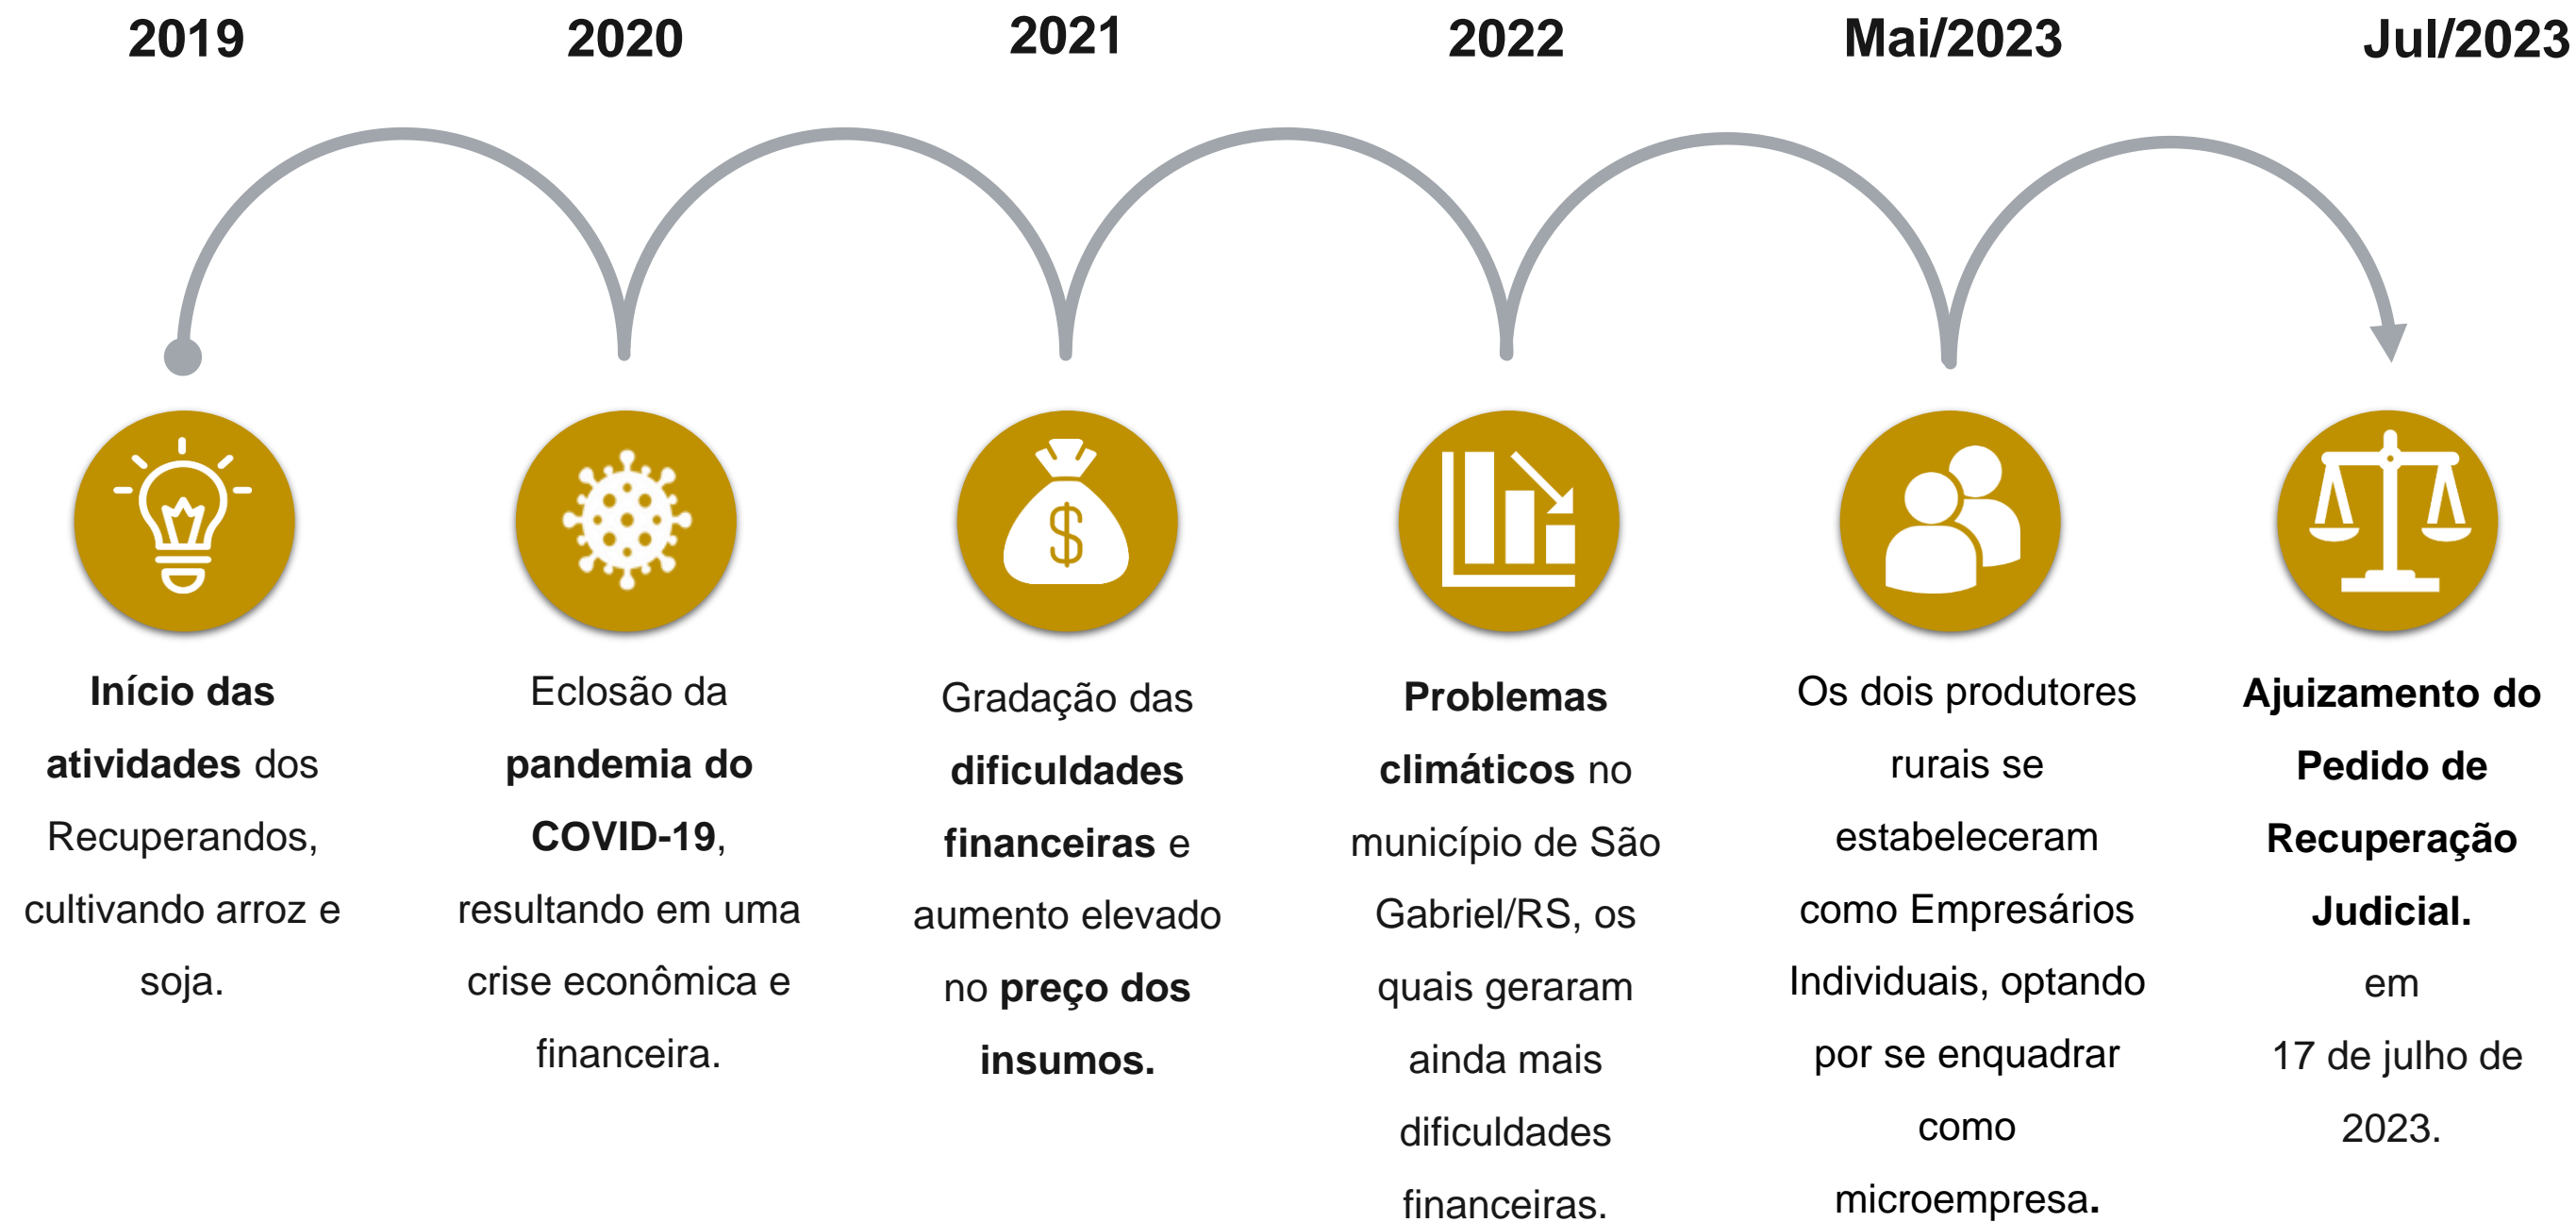 2019
2020
2021
2022
Mai/2023
Jul/2023
Início das
atividades dos
Recuperandos,
cultivando arroz e
soja.
Eclosão da
pandemia do
COVID-19,
resultando em uma
crise econômica e
financeira.
Gradação das
dificuldades
financeiras e
aumento elevado
no preço dos
insumos.
Problemas
climáticos no
município de São
Gabriel/RS, os
quais geraram
ainda mais
dificuldades
financeiras.
Os dois produtores
rurais se
estabeleceram
como Empresários
Individuais, optando
por se enquadrar
como
microempresa.
Ajuizamento do
Pedido de
Recuperação
Judicial.
em
17 de julho de
2023.
$